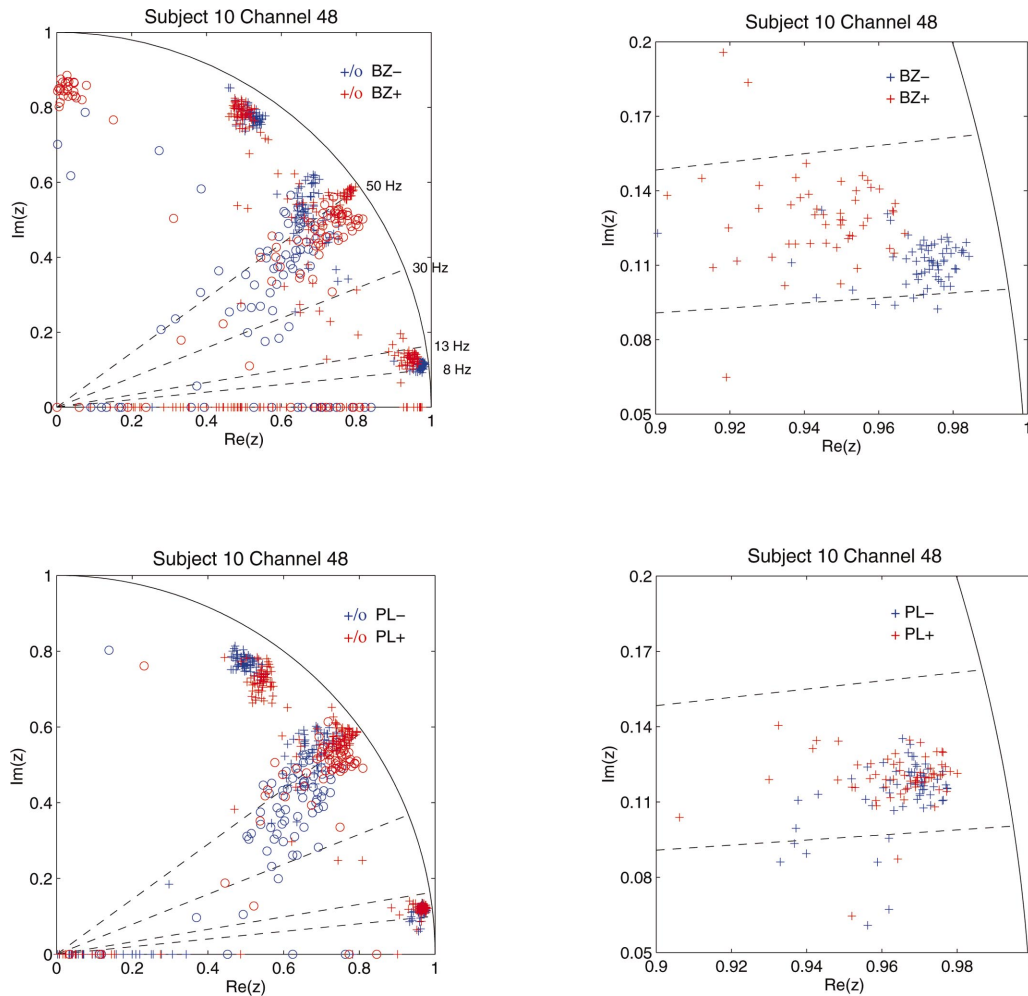 Subject 10 Channel 48
+/o BZ−
+/o BZ+
50 Hz
30 Hz
13 Hz
8 Hz
Im(z)
1
0.8
0.6
0.4
0.2
0
0
0.2
0.4
0.6
0.8
1
Re(z)
Subject 10 Channel 48
+ BZ−
+ BZ+
Im(z)
0.2
0.17
0.14
0.11
0.08
0.05
0.9
0.92
0.94
0.96
0.98
1
Re(z)
Subject 10 Channel 48
+/o PL−
+/o PL+
Im(z)
1
0.8
0.6
0.4
0.2
0
0
0.2
0.4
0.6
0.8
1
Re(z)
Subject 10 Channel 48
+ PL−
+ PL+
Im(z)
0.2
0.17
0.14
0.11
0.08
0.05
0.9
0.92
0.94
0.96
0.98
Re(z)